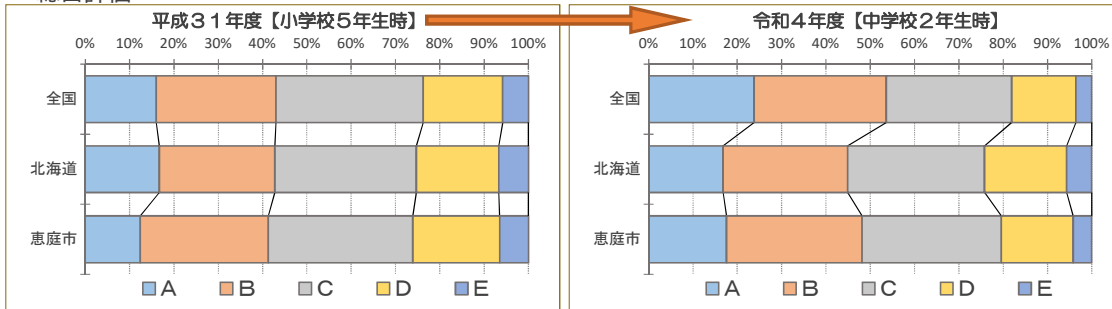 平成３１年度【小学校５年生時】
0% 10% 20% 30% 40% 50% 60% 70% 80% 90% 100%
全国
北海道
恵庭市
A B C D E
令和４年度【中学校２年生時】
0% 10% 20% 30% 40% 50% 60% 70% 80% 90% 100%
全国
北海道
恵庭市
A B C D E